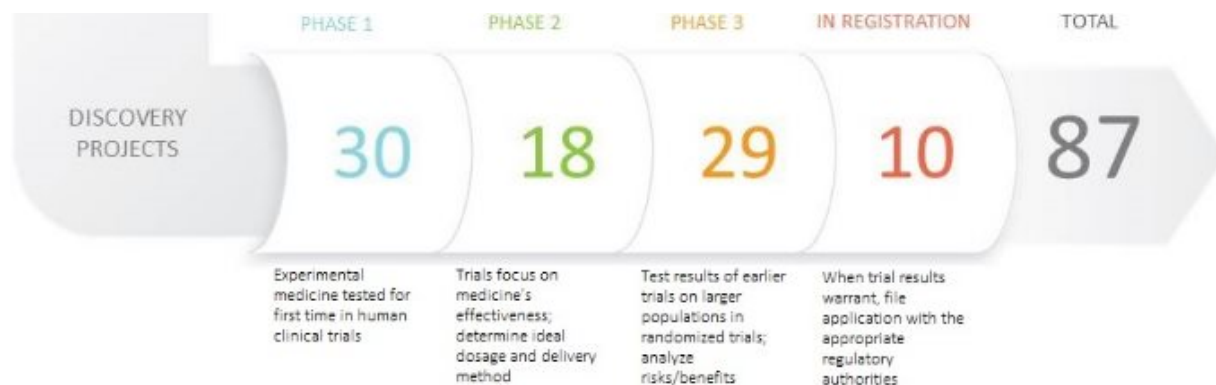 PHASE 1
PHASE 2
PHASE 3
IN REGISTRATION
TOTAL
DISCOVERY
PROJECTS
30
18
29
10
87
Experimental
medicine tested for
first time in human
clinical trials
Trials focus on
medicine's
effectiveness;
determine ideal
dosage and delivery
method
Test results of earlier
trials on larger
populations in
randomized trials;
analyze
risks/benefits
When trial results
warrant, file
application with the
appropriate
regulatory
authorities